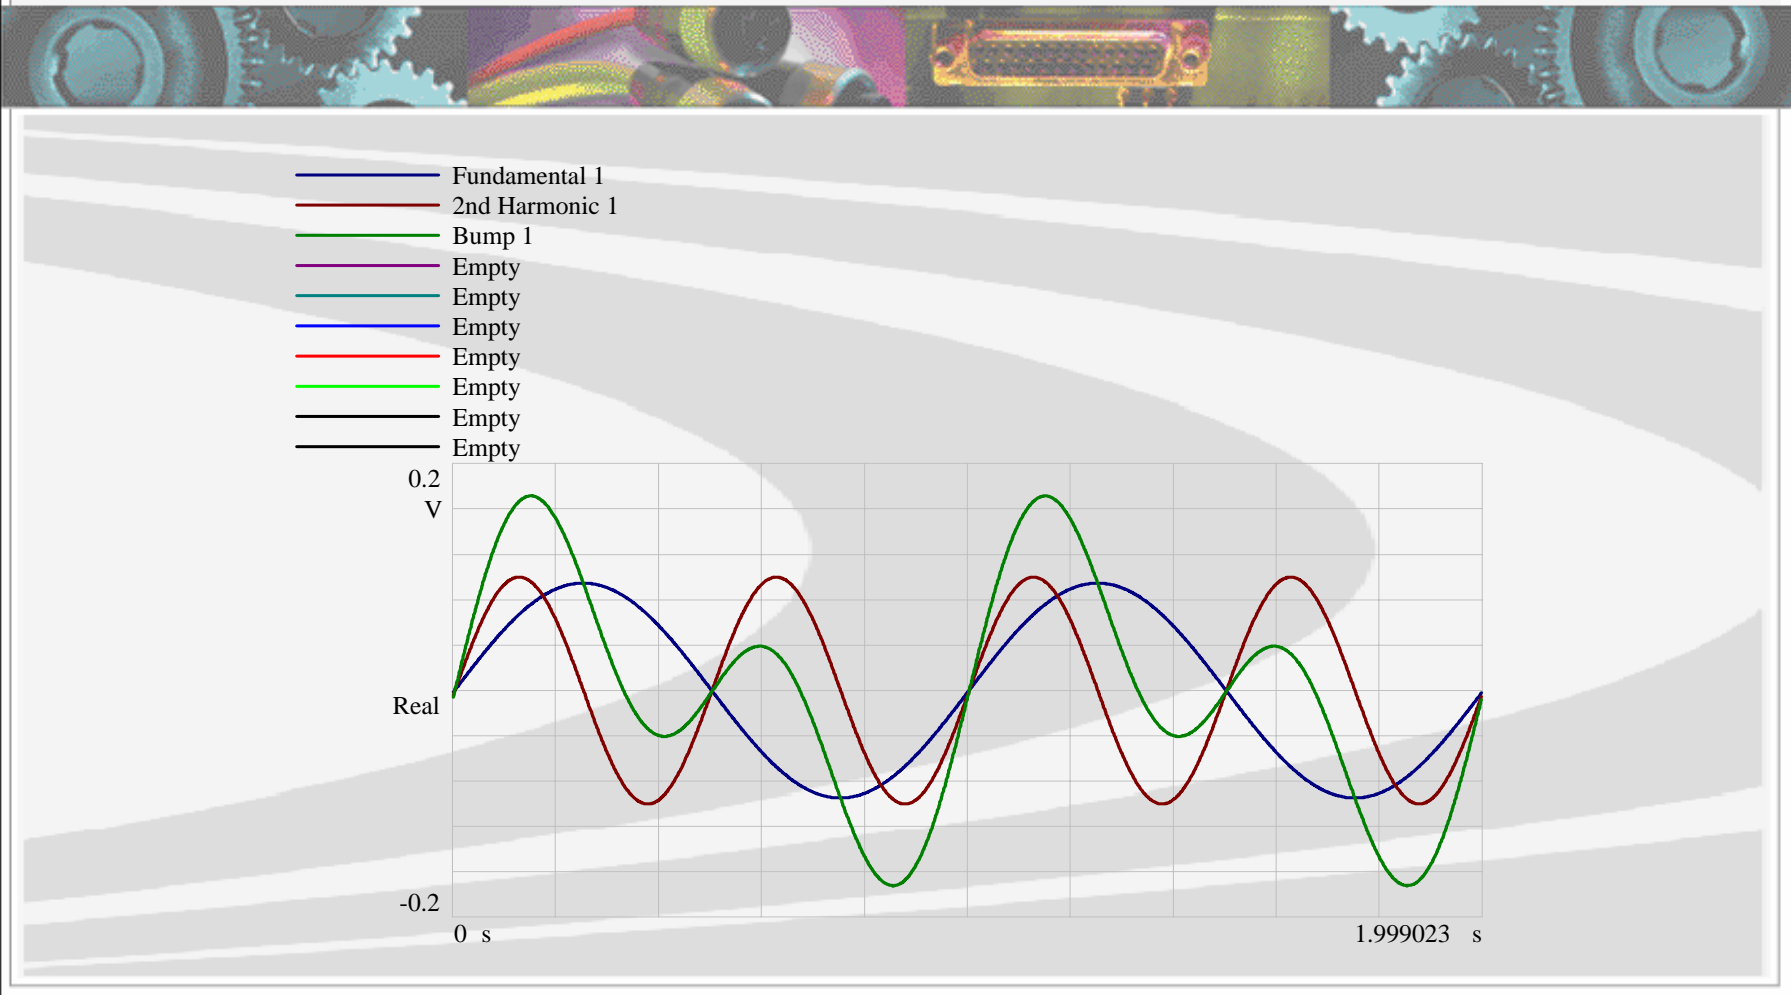 Fundamental 1
2nd Harmonic 1
Bump 1
Empty
Empty
Empty
Empty
Empty
Empty
Empty
0.2
V
Real
-0.2
0 s 1.999023 s